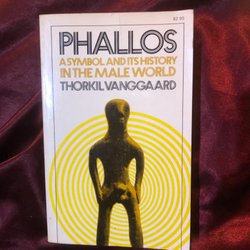 $2.95
PHALLOS
A SYMBOL AND ITS HISTORY
IN THE MALE WORLD
THORKIL VANGGAARD